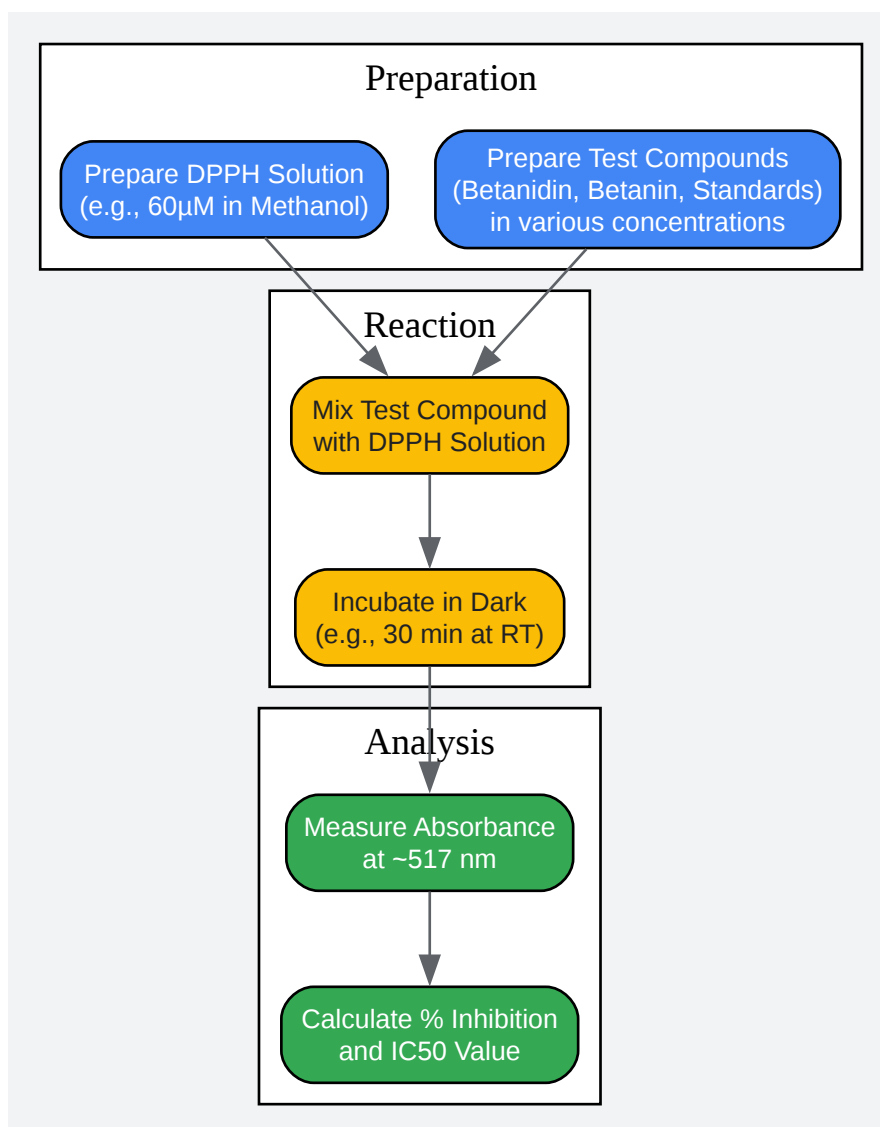 Preparation
Prepare DPPH Solution
(e.g., 60µM in Methanol)
Prepare Test Compounds
(Betanidin, Betanin, Standards)
in various concentrations
Reaction
Mix Test Compound
with DPPH Solution
Incubate in Dark
(e.g., 30 min at RT)
Analysis
Measure Absorbance
at ~517 nm
Calculate % Inhibition
and IC50 Value